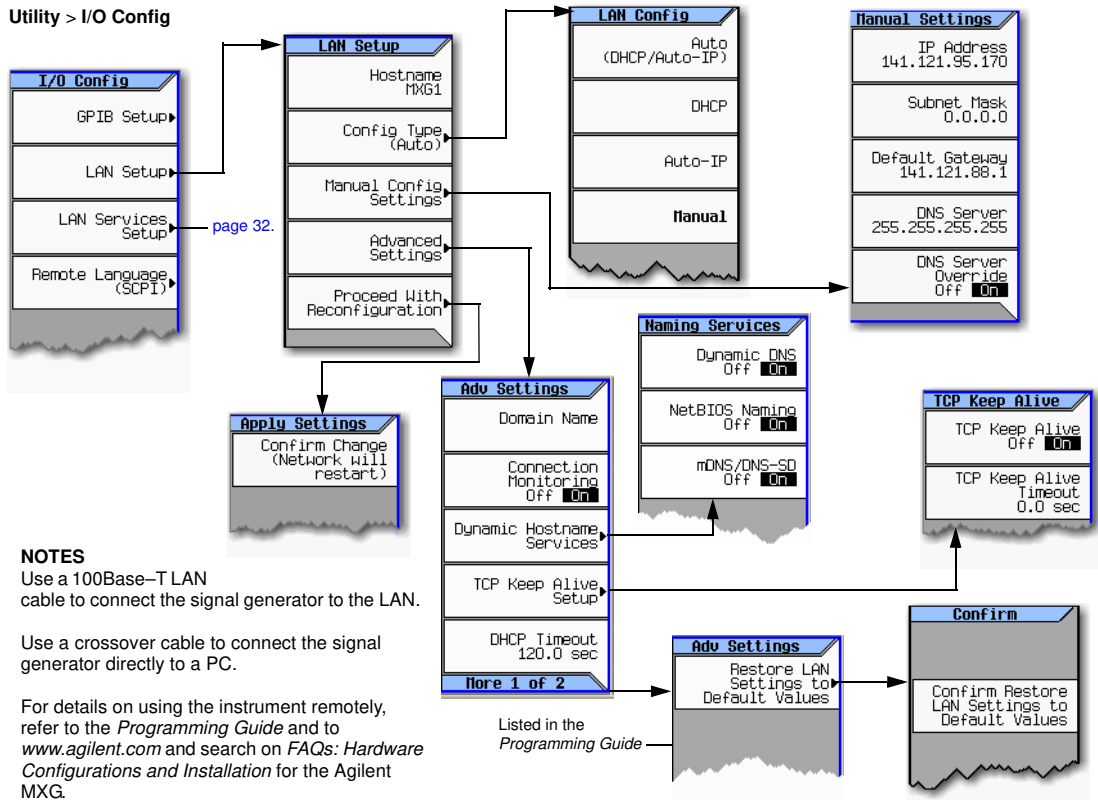 Utility > I/O Config
I/O Config
GPIB Setup
LAN Setup
LAN Services
Setup
page 32.
Remote Language
(SCPI)
LAN Setup
Hostname
MXG1
Config Type
(Auto)
Manual Config
Settings
Advanced
Settings
Proceed With
Reconfiguration
LAN Config
Auto
(DHCP/Auto-IP)
DHCP
Auto-IP
Manual
Manual Settings
IP Address
141.121.95.170
Subnet Mask
0.0.0.0
Default Gateway
141.121.88.1
DNS Server
255.255.255.255
DNS Server
Override
Off On
Apply Settings
Confirm Change
(Network will
restart)
Adv Settings
Domain Name
Connection
Monitoring
Off On
Dynamic Hostname
Services
TCP Keep Alive
Setup
DHCP Timeout
120.0 sec
More 1 of 2
Naming Services
Dynamic DNS
Off On
NetBIOS Naming
Off On
mDNS/DNS-SD
Off On
TCP Keep Alive
TCP Keep Alive
Off On
TCP Keep Alive
Timeout
0.0 sec
NOTES
Use a 100Base–T LAN
cable to connect the signal generator to the LAN.
Use a crossover cable to connect the signal
generator directly to a PC.
For details on using the instrument remotely,
refer to the Programming Guide and to
www.agilent.com and search on FAQs: Hardware
Configurations and Installation for the Agilent
MXG.
Listed in the
Programming Guide
Adv Settings
Restore LAN
Settings to
Default Values
Confirm
Confirm Restore
LAN Settings to
Default Values